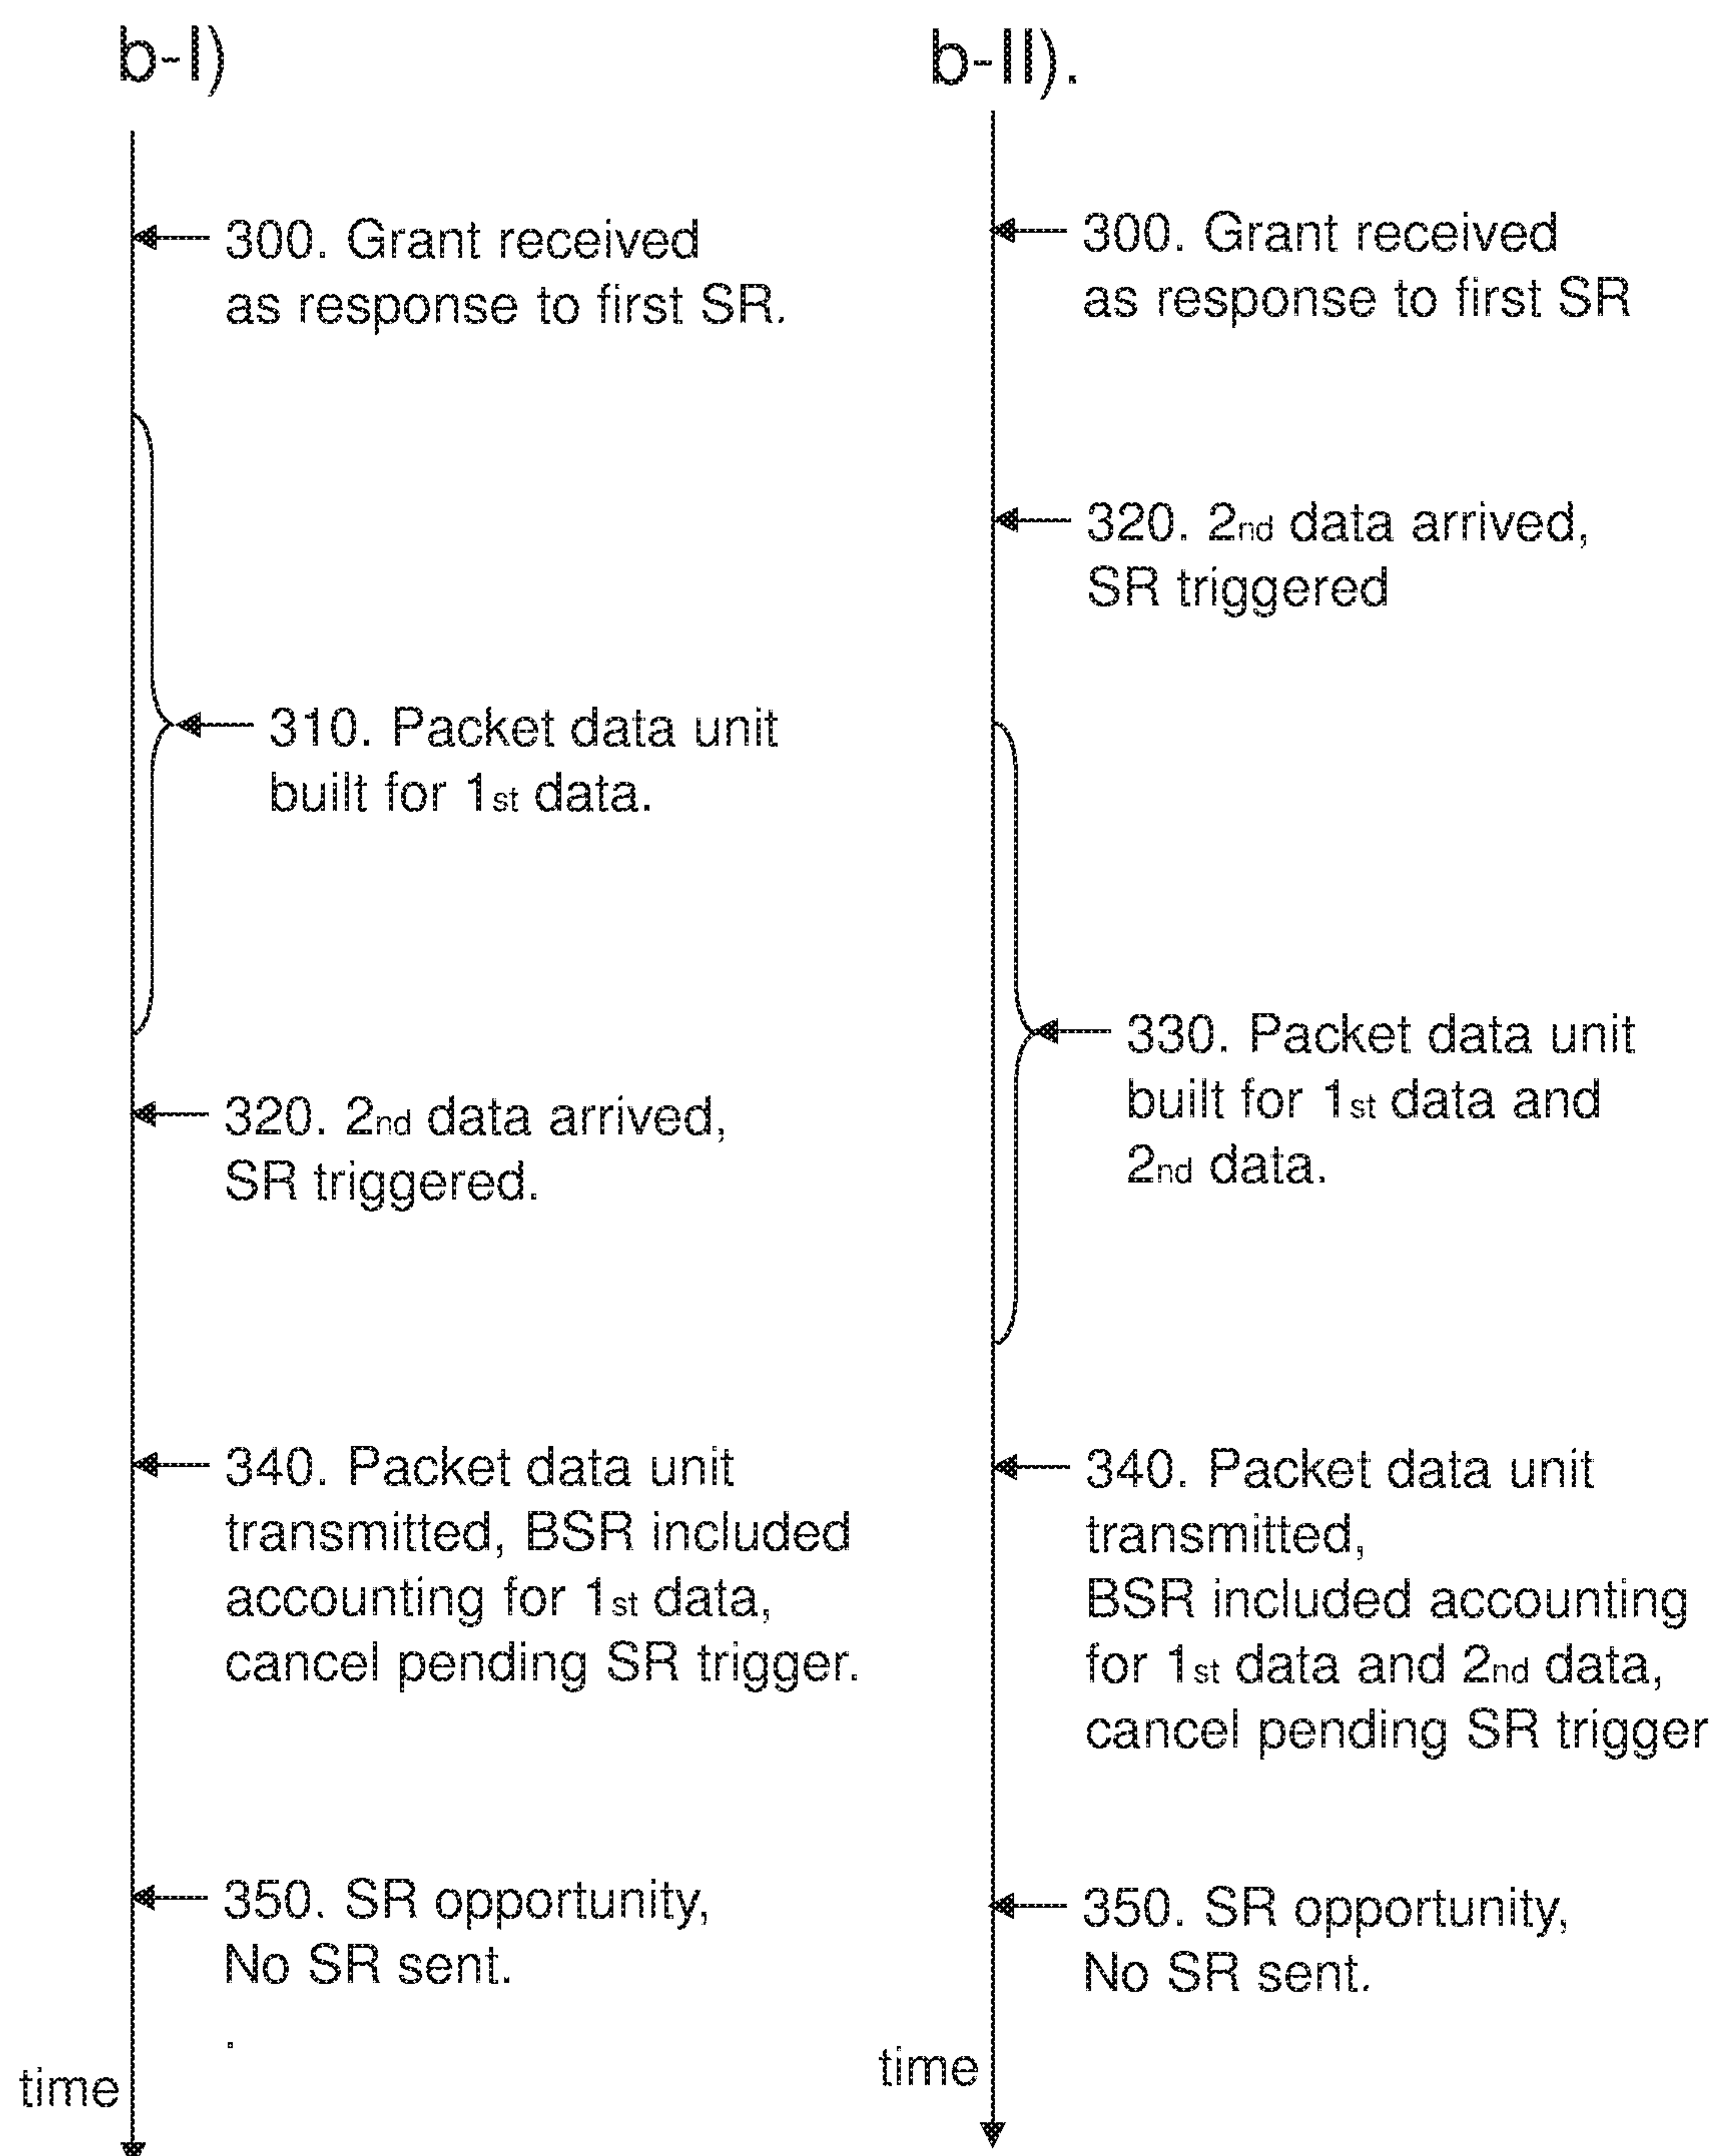 b-I)
300. Grant received
as response to first SR.
310. Packet data unit
built for 1st data.
320. 2nd data arrived,
SR triggered.
340. Packet data unit
transmitted, BSR included
accounting for 1st data,
cancel pending SR trigger.
350. SR opportunity,
No SR sent.
.
time
b-II).
300. Grant received
as response to first SR
320. 2nd data arrived,
SR triggered
330. Packet data unit
built for 1st data and
2nd data.
340. Packet data unit
transmitted,
BSR included accounting
for 1st data and 2nd data,
cancel pending SR trigger
350. SR opportunity,
No SR sent.
time